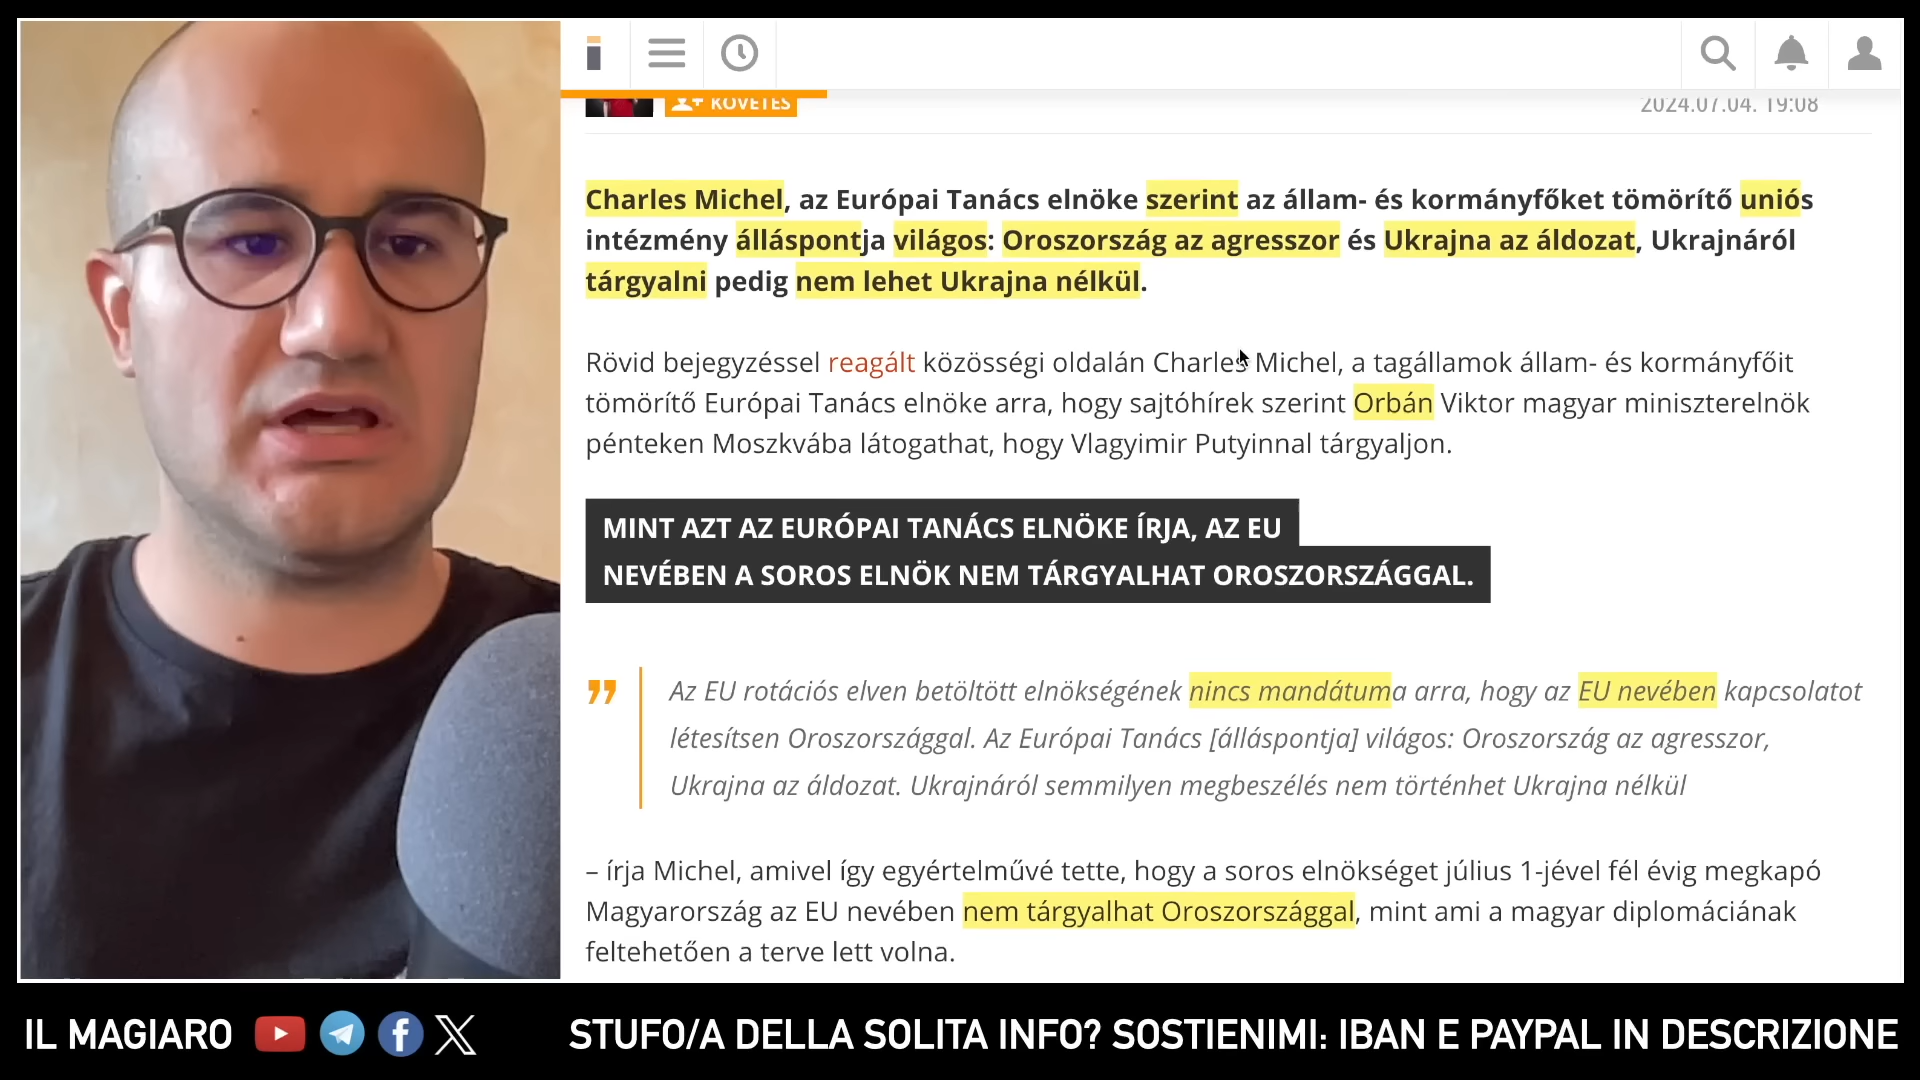 KÖVETÉS
2024.07.04. 19:08
Charles Michel, az Európai Tanács elnöke szerint az állam- és kormányfőket tömörítő uniós
intézmény álláspontja világos: Oroszország az agresszor és Ukrajna az áldozat, Ukrajnáról
tárgyalni pedig nem lehet Ukrajna nélkül.
Rövid bejegyzéssel reagált közösségi oldalán Charles Michel, a tagállamok állam- és kormányfőit
tömörítő Európai Tanács elnöke arra, hogy sajtóhírek szerint Orbán Viktor magyar miniszterelnök
pénteken Moszkvába látogathat, hogy Vlagyimir Putyinnal tárgyaljon.
MINT AZT AZ EURÓPAI TANÁCS ELNÖKE ÍRJA, AZ EU
NEVÉBEN A SOROS ELNÖK NEM TÁRGYALHAT OROSZORSZÁGGAL.
Az EU rotációs elven betöltött elnökségének nincs mandátuma arra, hogy az EU nevében kapcsolatot
létesítsen Oroszországgal. Az Európai Tanács [álláspontja] világos: Oroszország az agresszor,
Ukrajna az áldozat. Ukrajnáról semmilyen megbeszélés nem történhet Ukrajna nélkül
– írja Michel, amivel így egyértelművé tette, hogy a soros elnökséget július 1-jével fél évig megkapó
Magyarország az EU nevében nem tárgyalhat Oroszországgal, mint ami a magyar diplomáciának
feltehetően a terve lett volna.
IL MAGIARO
STUFO/A DELLA SOLITA INFO? SOSTIENIMI: IBAN E PAYPAL IN DESCRIZIONE